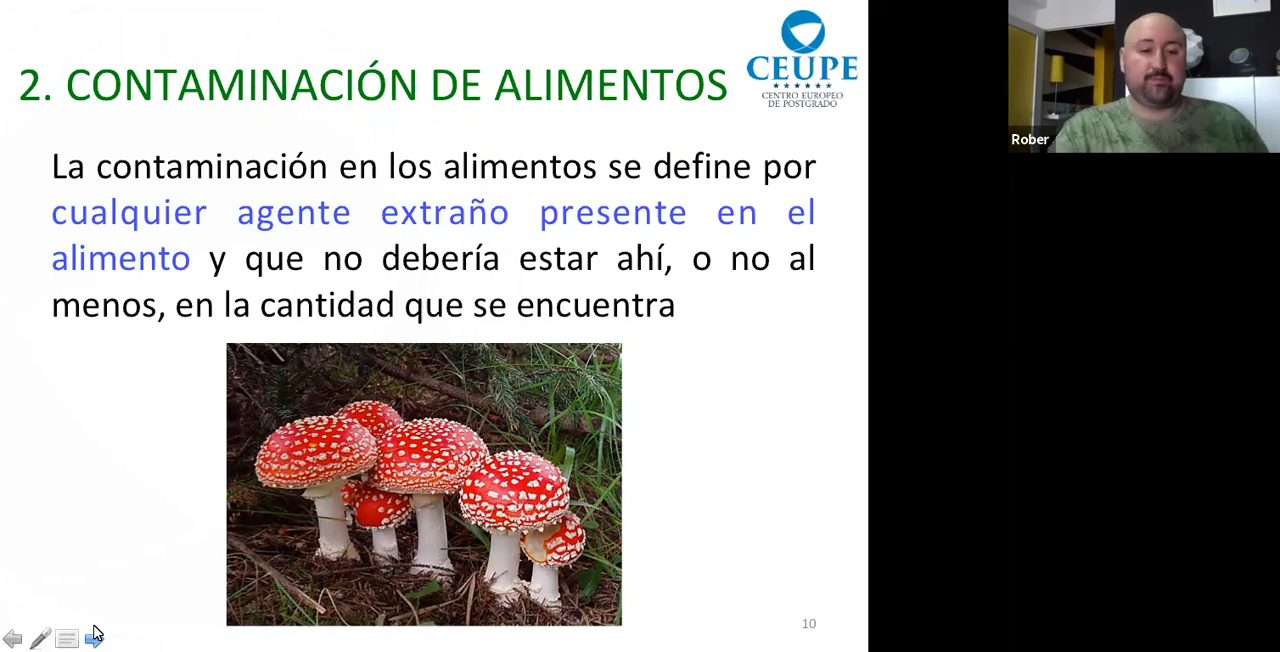 2. CONTAMINACIÓN DE ALIMENTOS
CEUPE
CENTRO EUROPEO
DE POSTGRADO
La contaminación en los alimentos se define por
cualquier agente extraño presente en el
alimento y que no debería estar ahí, o no al
menos, en la cantidad que se encuentra
10
Rober